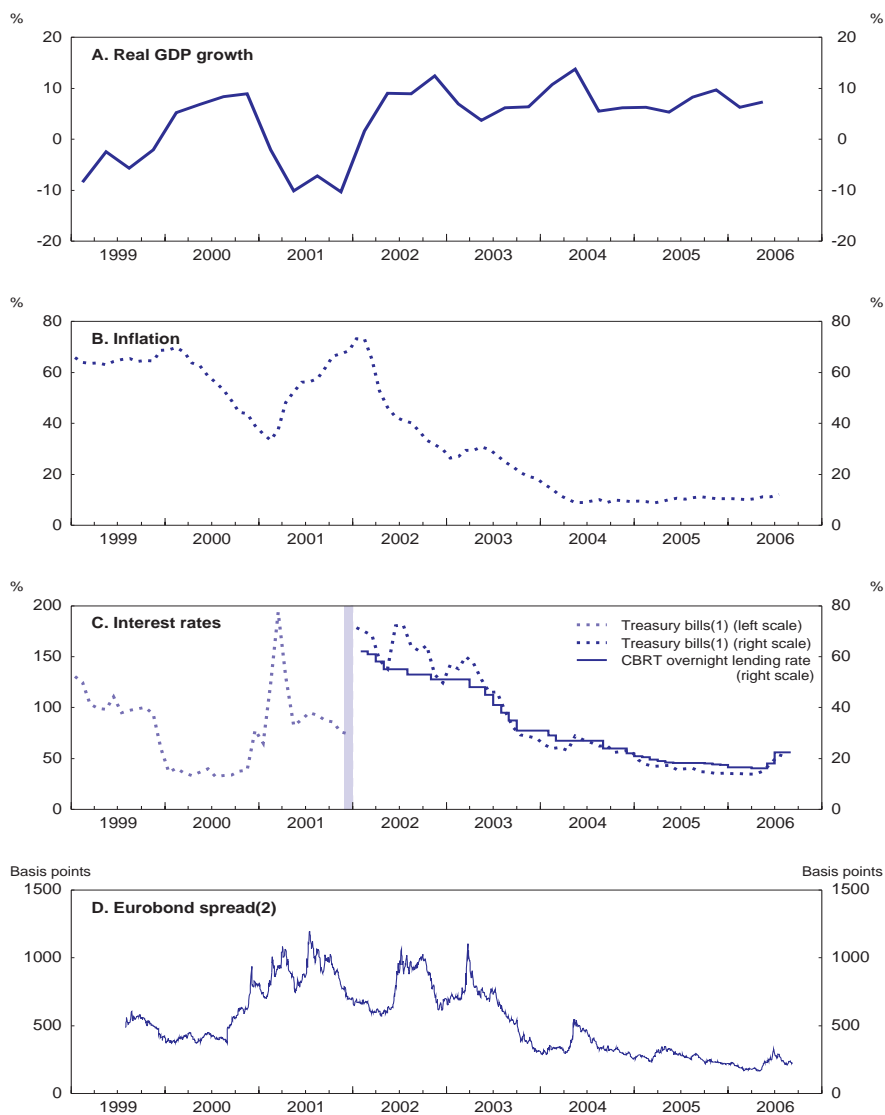 % %
20 A. Real GDP growth 20
10 10
0 0
-10 -10
-20 -20
1999 2000 2001 2002 2003 2004 2005 2006
% %
80 B. Inflation 80
60 60
40 40
20 20
0 0
1999 2000 2001 2002 2003 2004 2005 2006
% %
200 C. Interest rates 80
Treasury bills(1) (left scale)
Treasury bills(1) (right scale)
150 CBRT overnight lending rate 60
(right scale)
100 40
50 20
0 0
1999 2000 2001 2002 2003 2004 2005 2006
Basis points Basis points
1500 D. Eurobond spread(2) 1500
1000 1000
500 500
0 0
1999 2000 2001 2002 2003 2004 2005 2006